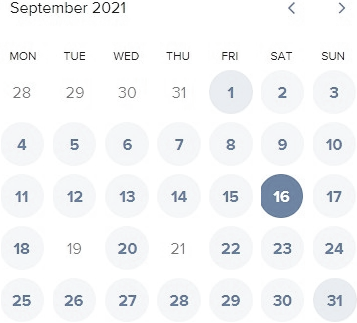 September 2021
MON TUE WED THU FRI SAT SUN
28 29 30 31 1 2 3
4 5 6 7 8 9 10
11 12 13 14 15 16 17
18 19 20 21 22 23 24
25 26 27 28 29 30 31